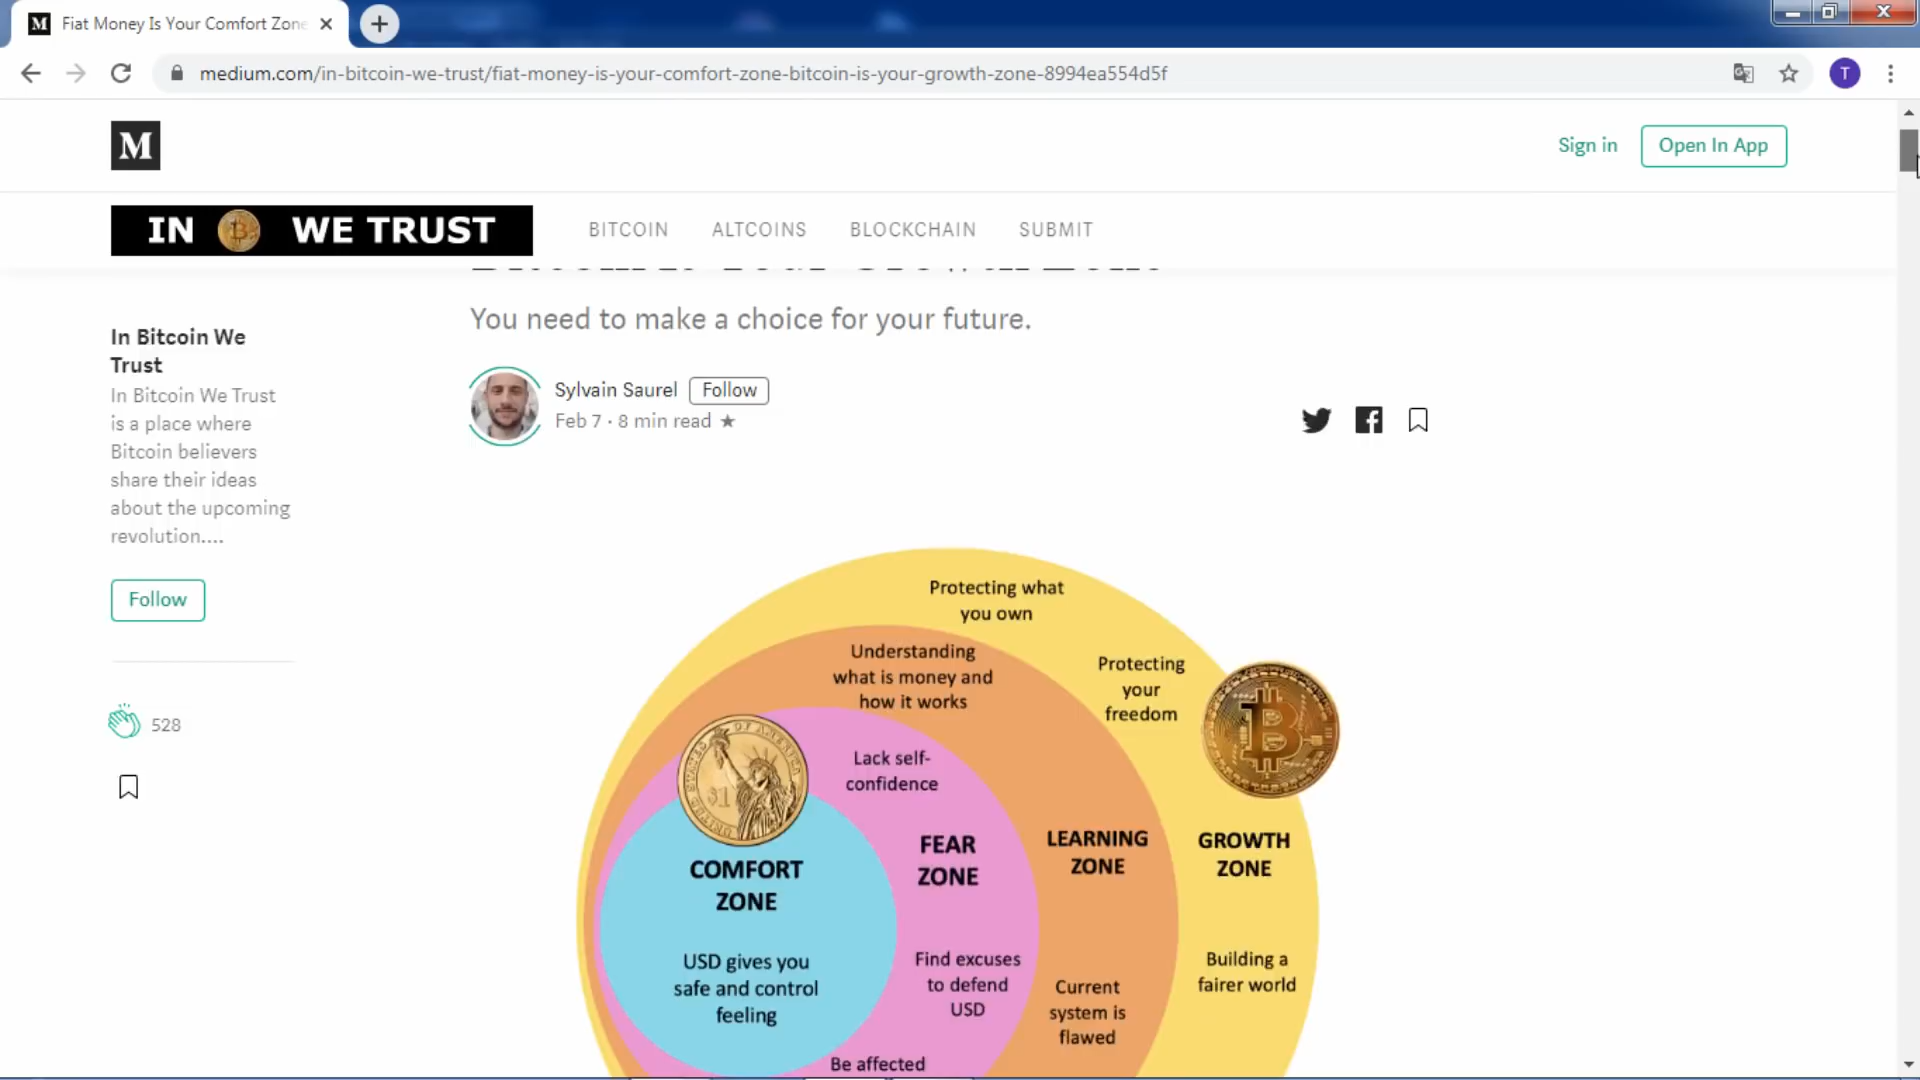 M Fiat Money Is Your Comfort Zone
medium.com/in-bitcoin-we-trust/fiat-money-is-your-comfort-zone-bitcoin-is-your-growth-zone-8994ea554d5f
T
M
Sign in
Open In App
IN B WE TRUST
BITCOIN ALTCOINS BLOCKCHAIN SUBMIT
You need to make a choice for your future.
In Bitcoin We
Trust
In Bitcoin We Trust
is a place where
Bitcoin believers
share their ideas
about the upcoming
revolution....
Follow
528
Sylvain Saurel Follow
Feb 7 · 8 min read ★
Protecting what
you own
Understanding
what is money and
how it works
Protecting
your
freedom
Lack self-
confidence
$1
COMFORT
ZONE
FEAR
ZONE
LEARNING
ZONE
GROWTH
ZONE
USD gives you
safe and control
feeling
Find excuses
to defend
USD
Current
system is
flawed
Building a
fairer world
Be affected